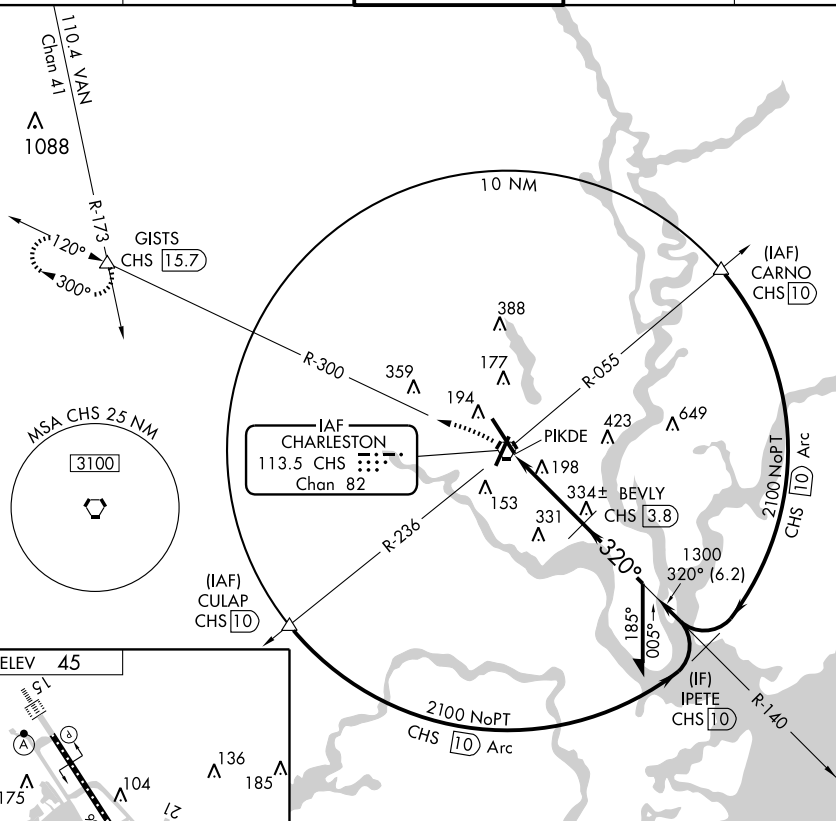 110.4 VAN
Chan 41
1088
R-173
GISTS
CHS 15.7
120°
300°
10 NM
(IAF)
CARNO
CHS 10
388
177
359
194
R-300
R-055
423
649
PIKDE
IAF
CHARLESTON
113.5 CHS
Chan 82
198
153
334± BEVLY
CHS 3.8
331
MSA CHS 25 NM
3100
R-236
2100 NoPT
CHS 10 Arc
320°
1300
320° (6.2)
185°
005°
(IAF)
CULAP
CHS 10
(IF)
IPETE
CHS 10
R-140
2100 NoPT
CHS 10 Arc
ELEV 45
15
A
P
136
185
104
175
21